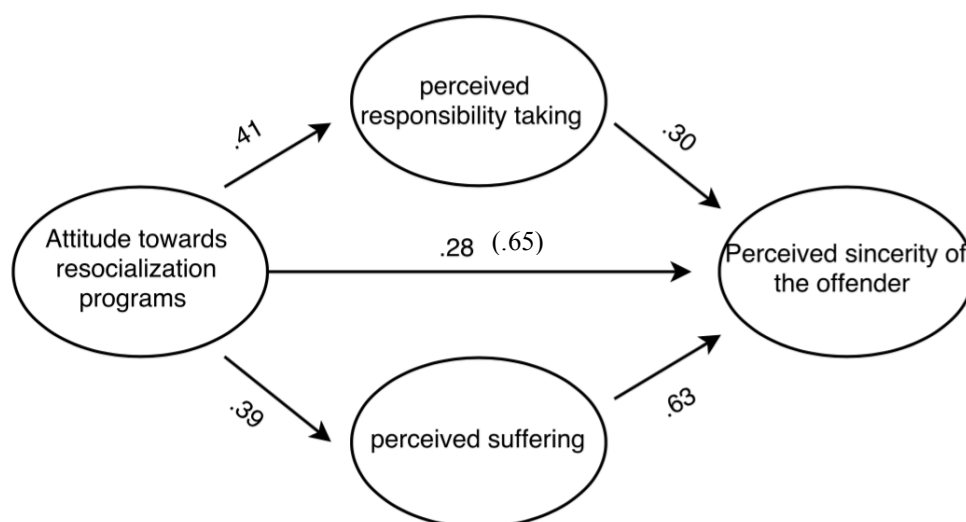 perceived
responsibility taking
.41
.30
Attitude towards
resocialization
programs
.28 (.65)
Perceived sincerity of
the offender
.39
.63
perceived suffering